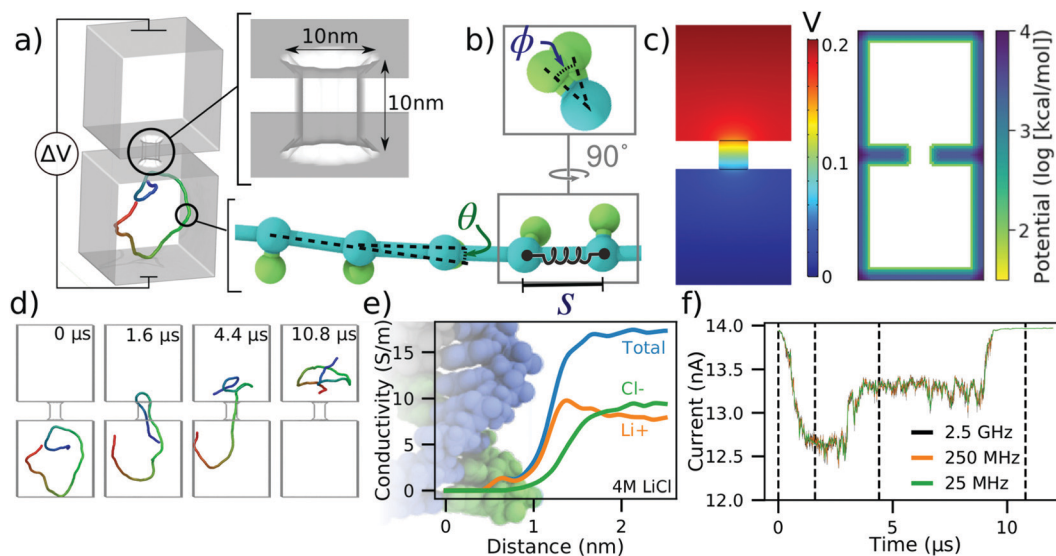 a)
ΔV
10nm
10nm
b)
ϕ
90°
θ
S
c)
V
0.2
0.1
0
4
3
2
Potential (log [kcal/mol])
d)
0 μs
1.6 μs
4.4 μs
10.8 μs
e)
Conductivity (S/m)
15
10
5
0
Total
Cl-
Li+
4M LiCl
0
1
2
Distance (nm)
f)
Current (nA)
14.0
13.5
13.0
12.5
12.0
2.5 GHz
250 MHz
25 MHz
0
5
10
Time (μs)